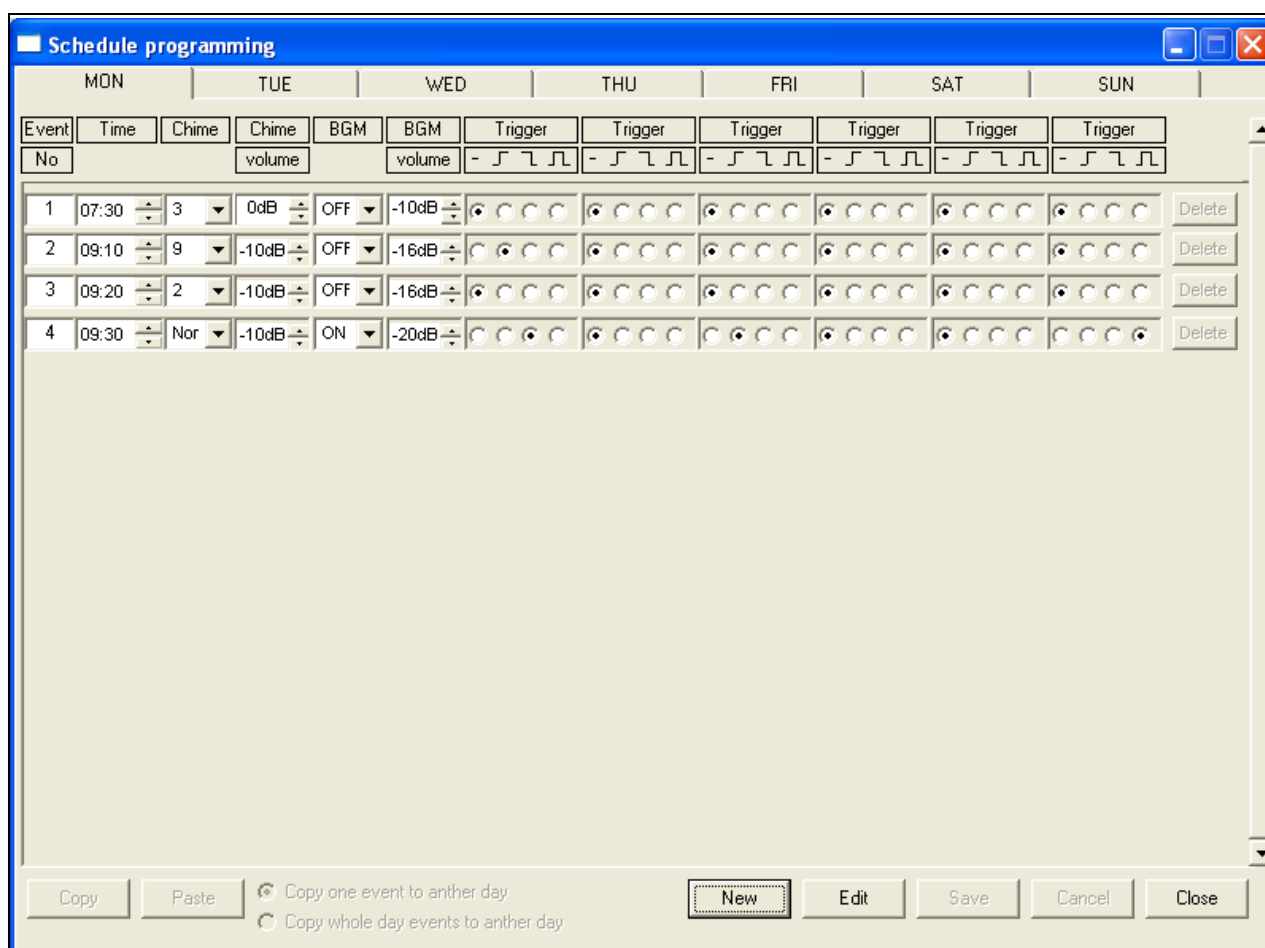 Schedule programming
MON TUE WED THU FRI SAT SUN
Event Time Chime Chime BGM BGM Trigger Trigger Trigger Trigger Trigger Trigger
No volume volume - - - - - -
1 07:30 3 0dB OFF -10dB Delete
2 09:10 9 -10dB OFF -16dB Delete
3 09:20 2 -10dB OFF -16dB Delete
4 09:30 Nor -10dB ON -20dB Delete
Copy Paste Copy one event to anther day New Edit Save Cancel Close
Copy whole day events to anther day